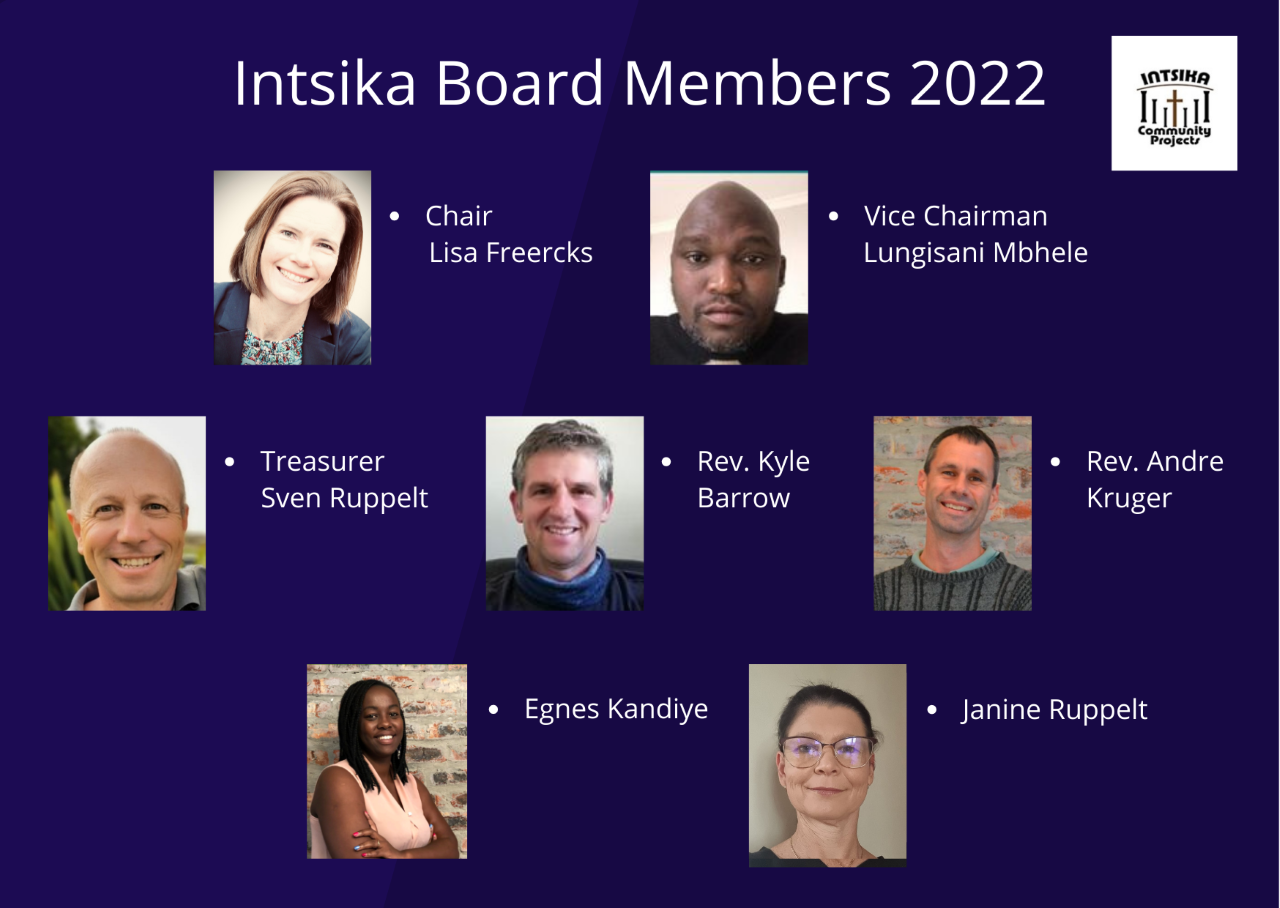 Intsika Board Members 2022
INTSIKA
Community
Projects
• Chair
Lisa Freercks
• Vice Chairman
Lungisani Mbhele
• Treasurer
Sven Ruppelt
• Rev. Kyle
Barrow
• Rev. Andre
Kruger
• Egnes Kandiye
• Janine Ruppelt